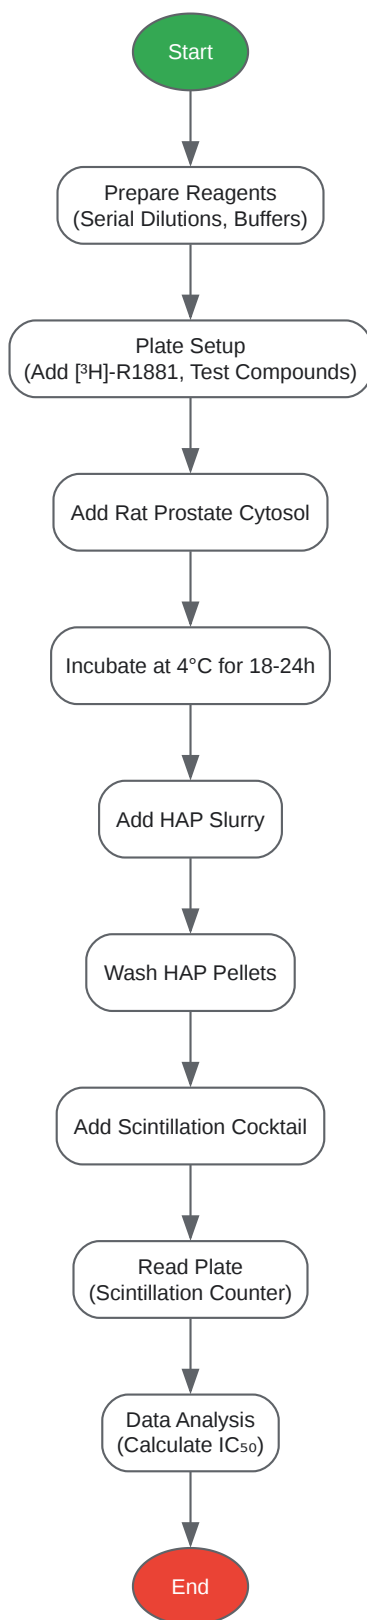 Start
Prepare Reagents
(Serial Dilutions, Buffers)
Plate Setup
(Add [³H]-R1881, Test Compounds)
Add Rat Prostate Cytosol
Incubate at 4°C for 18-24h
Add HAP Slurry
Wash HAP Pellets
Add Scintillation Cocktail
Read Plate
(Scintillation Counter)
Data Analysis
(Calculate IC₅₀)
End